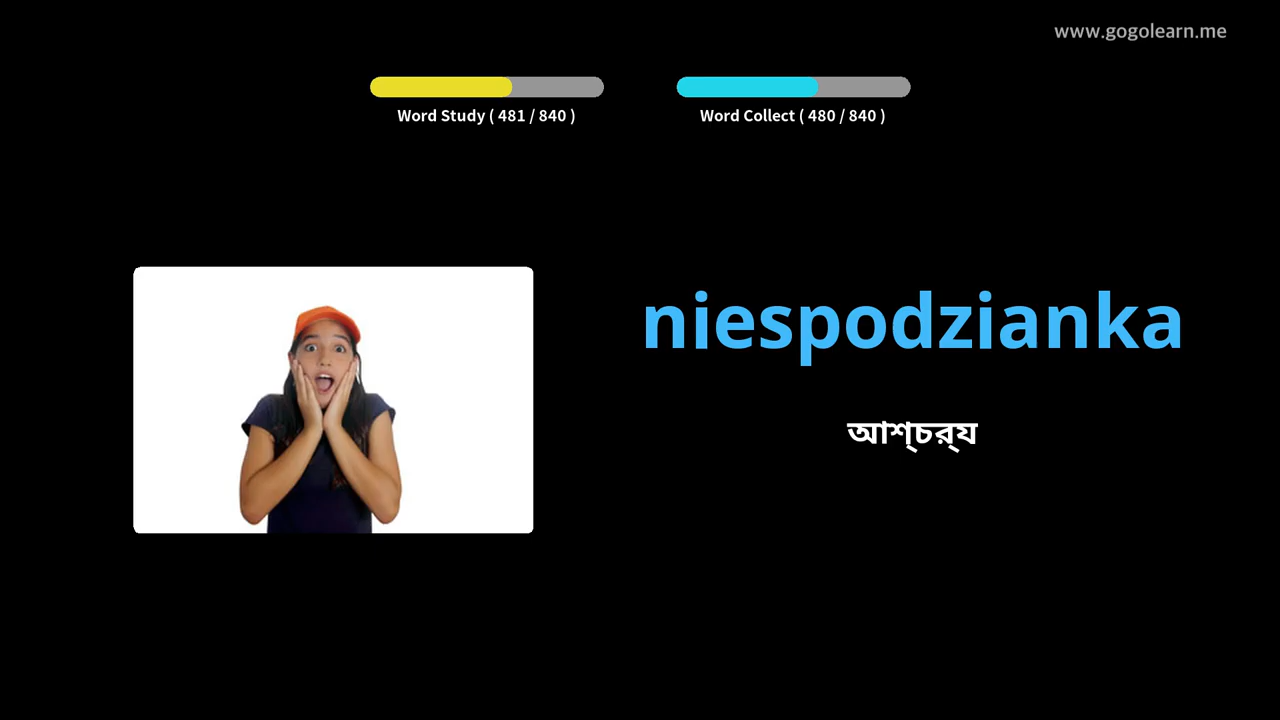 www.gogolearn.me
Word Study ( 481 / 840 )
Word Collect ( 480 / 840 )
niespodzianka
আশ্চর্য